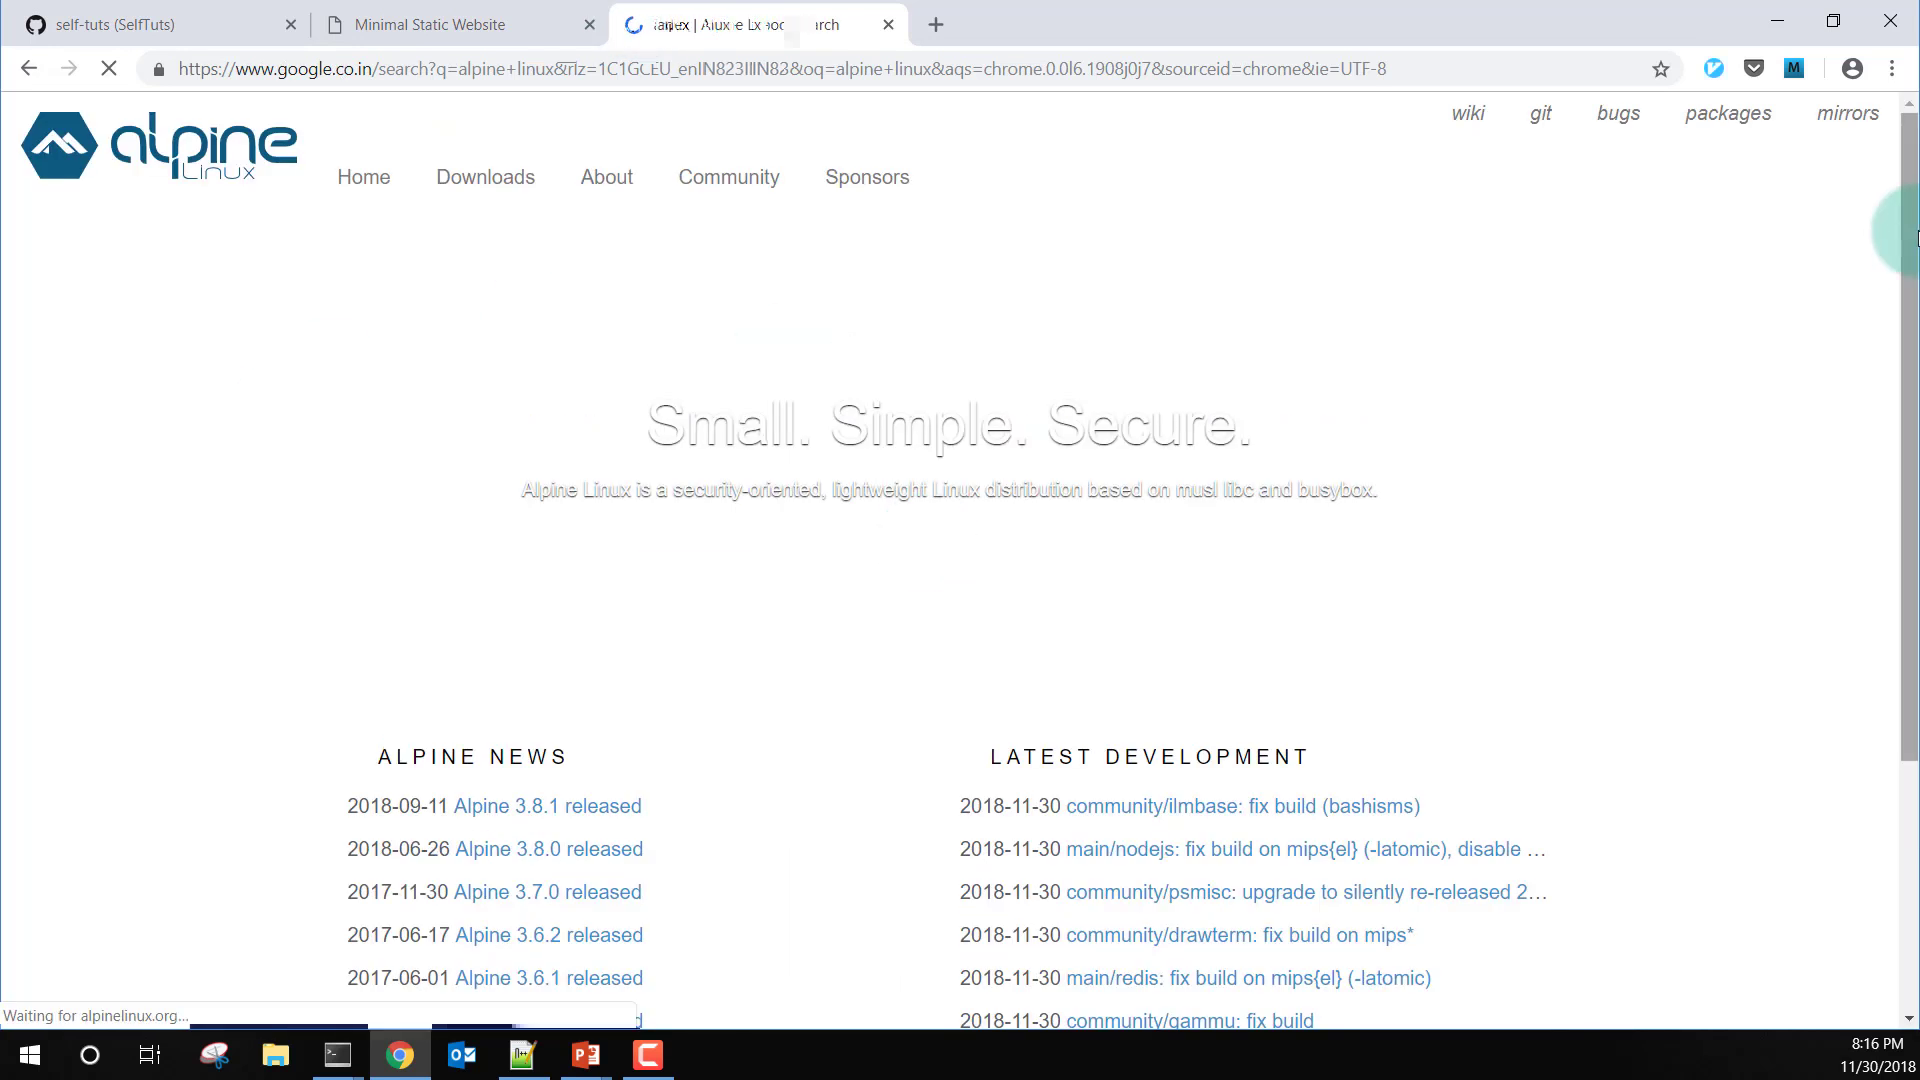 self-tuts (SelfTuts)
Minimal Static Website
https://www.google.co.in/search?q=alpine+linux&rlz=1C1GCEU_enIN823IN823&oq=alpine+linux&aqs=chrome.0.0l6.1908j0j7&sourceid=chrome&ie=UTF-8
wiki git bugs packages mirrors
alpine
Linux
Home Downloads About Community Sponsors
Small. Simple. Secure.
Alpine Linux is a security-oriented, lightweight Linux distribution based on musl libc and busybox.
ALPINE NEWS
2018-09-11 Alpine 3.8.1 released
2018-06-26 Alpine 3.8.0 released
2017-11-30 Alpine 3.7.0 released
2017-06-17 Alpine 3.6.2 released
2017-06-01 Alpine 3.6.1 released
LATEST DEVELOPMENT
2018-11-30 community/ilmbase: fix build (bashisms)
2018-11-30 main/nodejs: fix build on mips{el} (-latomic), disable …
2018-11-30 community/psmisc: upgrade to silently re-released 2…
2018-11-30 community/drawterm: fix build on mips*
2018-11-30 main/redis: fix build on mips{el} (-latomic)
2018-11-30 community/gammu: fix build
Waiting for alpinelinux.org...
8:16 PM
11/30/2018